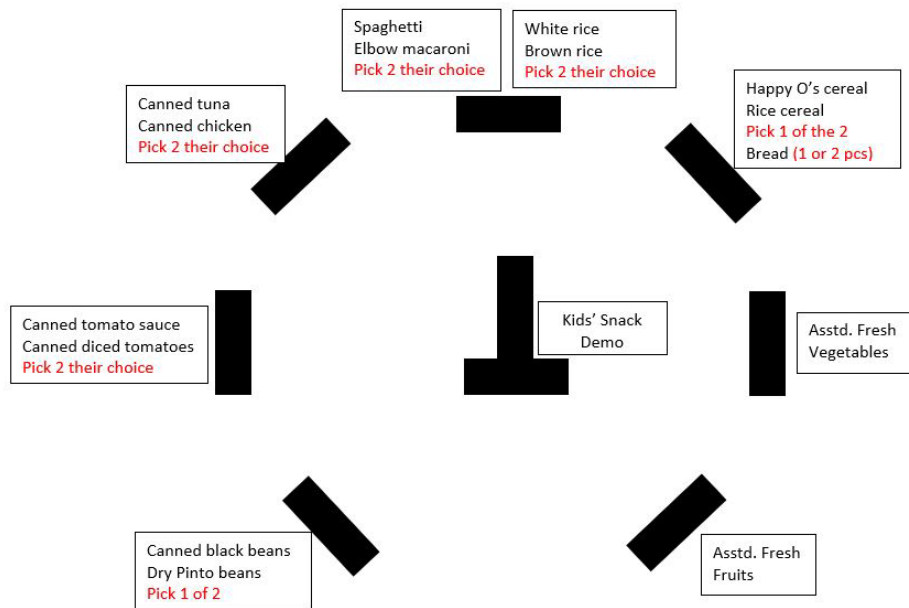 Spaghetti
Elbow macaroni
Pick 2 their choice
White rice
Brown rice
Pick 2 their choice
Canned tuna
Canned chicken
Pick 2 their choice
Happy O's cereal
Rice cereal
Pick 1 of the 2
Bread (1 or 2 pcs)
Canned tomato sauce
Canned diced tomatoes
Pick 2 their choice
Kids' Snack
Demo
Asstd. Fresh
Vegetables
Canned black beans
Dry Pinto beans
Pick 1 of 2
Asstd. Fresh
Fruits